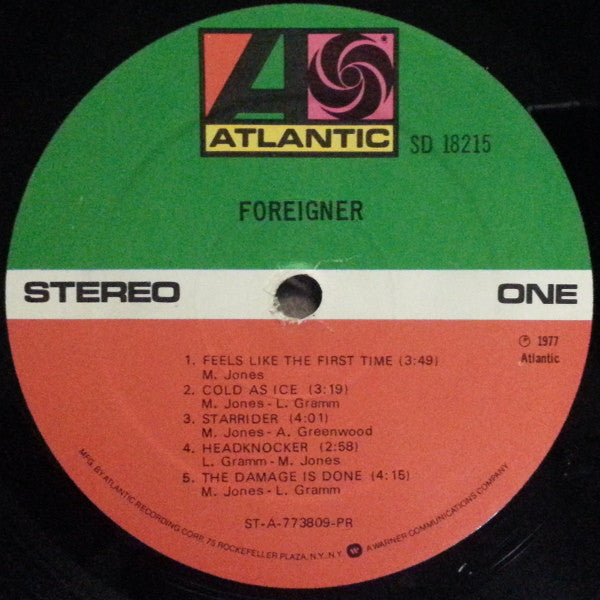 ATLANTIC
SD 18215
FOREIGNER
STEREO
ONE
℗ 1977
Atlantic
1. FEELS LIKE THE FIRST TIME (3:49)
M. Jones
2. COLD AS ICE (3:19)
M. Jones - L. Gramm
3. STARRIDER (4:01)
M. Jones - A. Greenwood
4. HEADKNOCKER (2:58)
L. Gramm - M. Jones
5. THE DAMAGE IS DONE (4:15)
M. Jones - L. Gramm
ST-A-773809-PR
MFG. BY ATLANTIC RECORDING CORP., 75 ROCKEFELLER PLAZA, N.Y., N.Y. A WARNER COMMUNICATIONS COMPANY